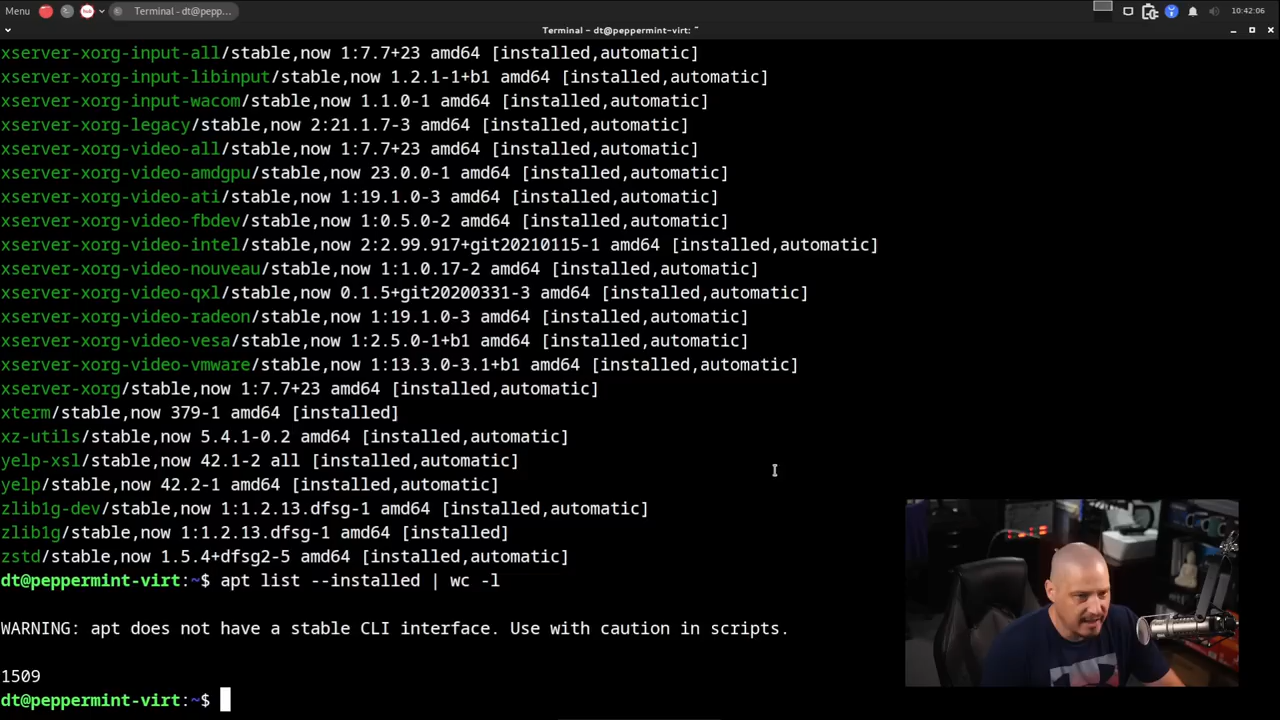 Menu
Terminal - dt@pepp...
10:42:06
Terminal - dt@peppermint-virt: ~
xserver-xorg-input-all/stable,now 1:7.7+23 amd64 [installed,automatic]
xserver-xorg-input-libinput/stable,now 1.2.1-1+b1 amd64 [installed,automatic]
xserver-xorg-input-wacom/stable,now 1.1.0-1 amd64 [installed,automatic]
xserver-xorg-legacy/stable,now 2:21.1.7-3 amd64 [installed,automatic]
xserver-xorg-video-all/stable,now 1:7.7+23 amd64 [installed,automatic]
xserver-xorg-video-amdgpu/stable,now 23.0.0-1 amd64 [installed,automatic]
xserver-xorg-video-ati/stable,now 1:19.1.0-3 amd64 [installed,automatic]
xserver-xorg-video-fbdev/stable,now 1:0.5.0-2 amd64 [installed,automatic]
xserver-xorg-video-intel/stable,now 2:2.99.917+git20210115-1 amd64 [installed,automatic]
xserver-xorg-video-nouveau/stable,now 1:1.0.17-2 amd64 [installed,automatic]
xserver-xorg-video-qxl/stable,now 0.1.5+git20200331-3 amd64 [installed,automatic]
xserver-xorg-video-radeon/stable,now 1:19.1.0-3 amd64 [installed,automatic]
xserver-xorg-video-vesa/stable,now 1:2.5.0-1+b1 amd64 [installed,automatic]
xserver-xorg-video-vmware/stable,now 1:13.3.0-3.1+b1 amd64 [installed,automatic]
xserver-xorg/stable,now 1:7.7+23 amd64 [installed,automatic]
xterm/stable,now 379-1 amd64 [installed]
xz-utils/stable,now 5.4.1-0.2 amd64 [installed,automatic]
yelp-xsl/stable,now 42.1-2 all [installed,automatic]
yelp/stable,now 42.2-1 amd64 [installed,automatic]
zlib1g-dev/stable,now 1:1.2.13.dfsg-1 amd64 [installed,automatic]
zlib1g/stable,now 1:1.2.13.dfsg-1 amd64 [installed]
zstd/stable,now 1.5.4+dfsg2-5 amd64 [installed,automatic]
dt@peppermint-virt:~$ apt list --installed | wc -l
WARNING: apt does not have a stable CLI interface. Use with caution in scripts.
1509
dt@peppermint-virt:~$